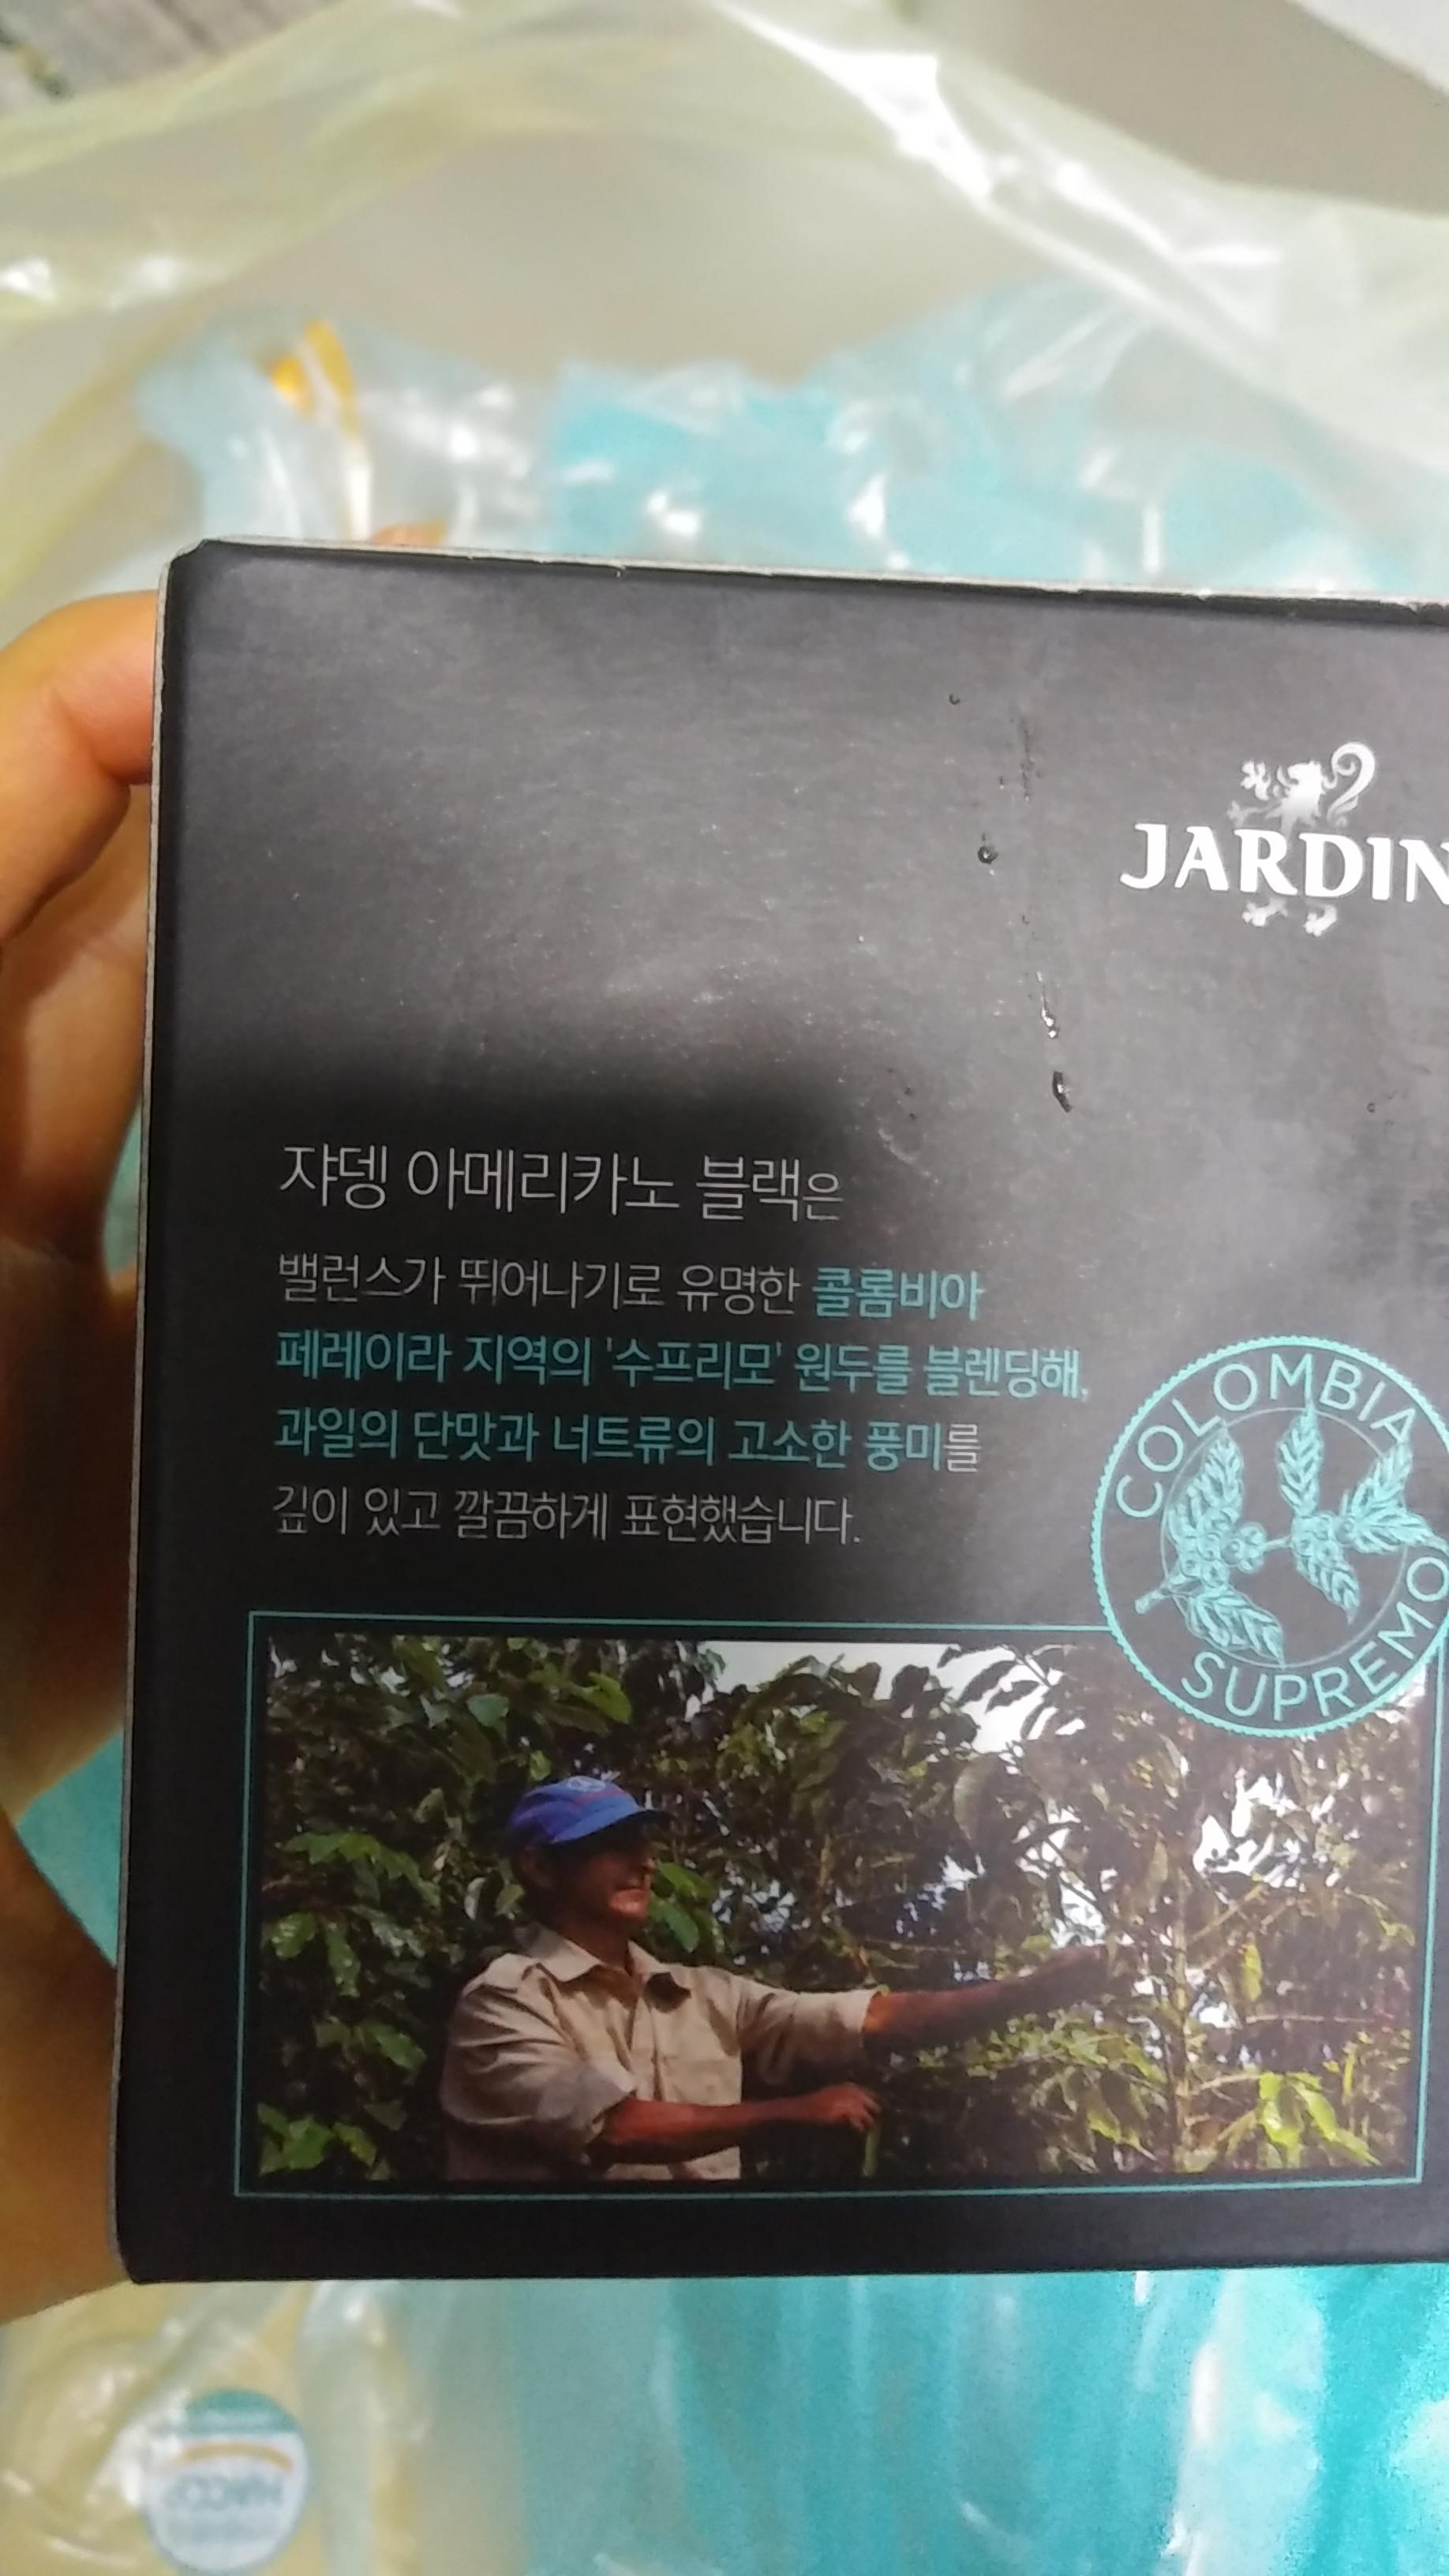 JARDIN
쟈뎅 아메리카노 블랙은
밸런스가 뛰어나기로 유명한 콜롬비아
페레이라 지역의 '수프리모' 원두를 블렌딩해,
과일의 단맛과 너트류의 고소한 풍미를
깊이 있고 깔끔하게 표현했습니다.
COLOMBIA
SUPREMO
HACCP